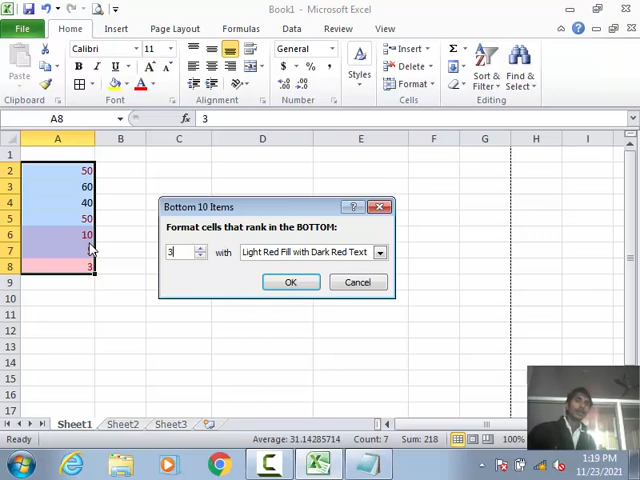 Book1 - Microsoft Excel
File Home Insert Page Layout Formulas Data Review View
Paste
Calibri 11
General
Styles
Insert
Delete
Format
Sort & Filter
Find & Select
Clipboard Font Alignment Number Cells Editing
A8 fx 3
A B C D E F G H I
1
2 50
3 60
4 40
5 50
6 10
7
8 3
9
10
11
12
13
14
15
16
17
Bottom 10 Items
Format cells that rank in the BOTTOM:
3 with Light Red Fill with Dark Red Text
OK Cancel
Sheet1 Sheet2 Sheet3
Ready Average: 31.14285714 Count: 7 Sum: 218 100%
1:19 PM
11/23/2021